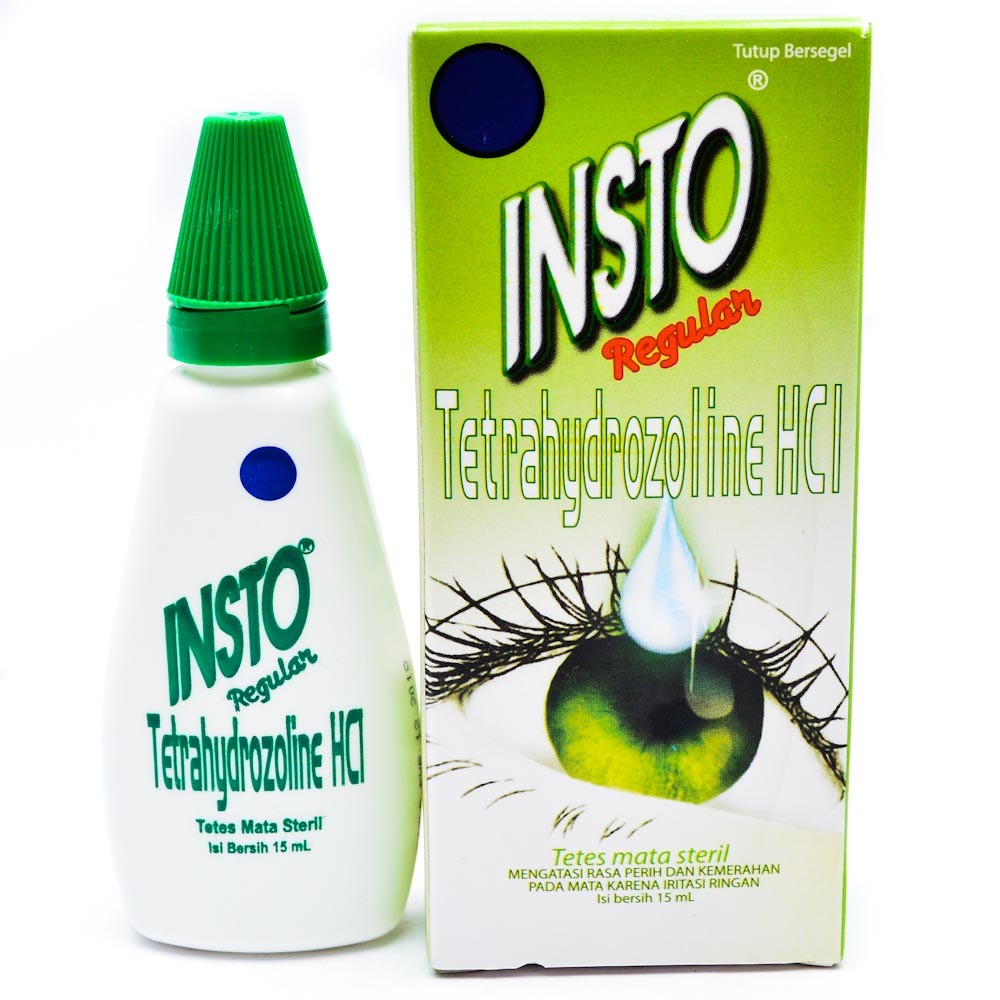 INSTO®
Regular
Tetrahydrozoline HCl
Tetes Mata Steril
Isi Bersih 15 mL
Tutup Bersegel
®
INSTO
Regular
Tetrahydrozoline HCl
Tetes mata steril
MENGATASI RASA PERIH DAN KEMERAHAN
PADA MATA KARENA IRITASI RINGAN
Isi bersih 15 mL